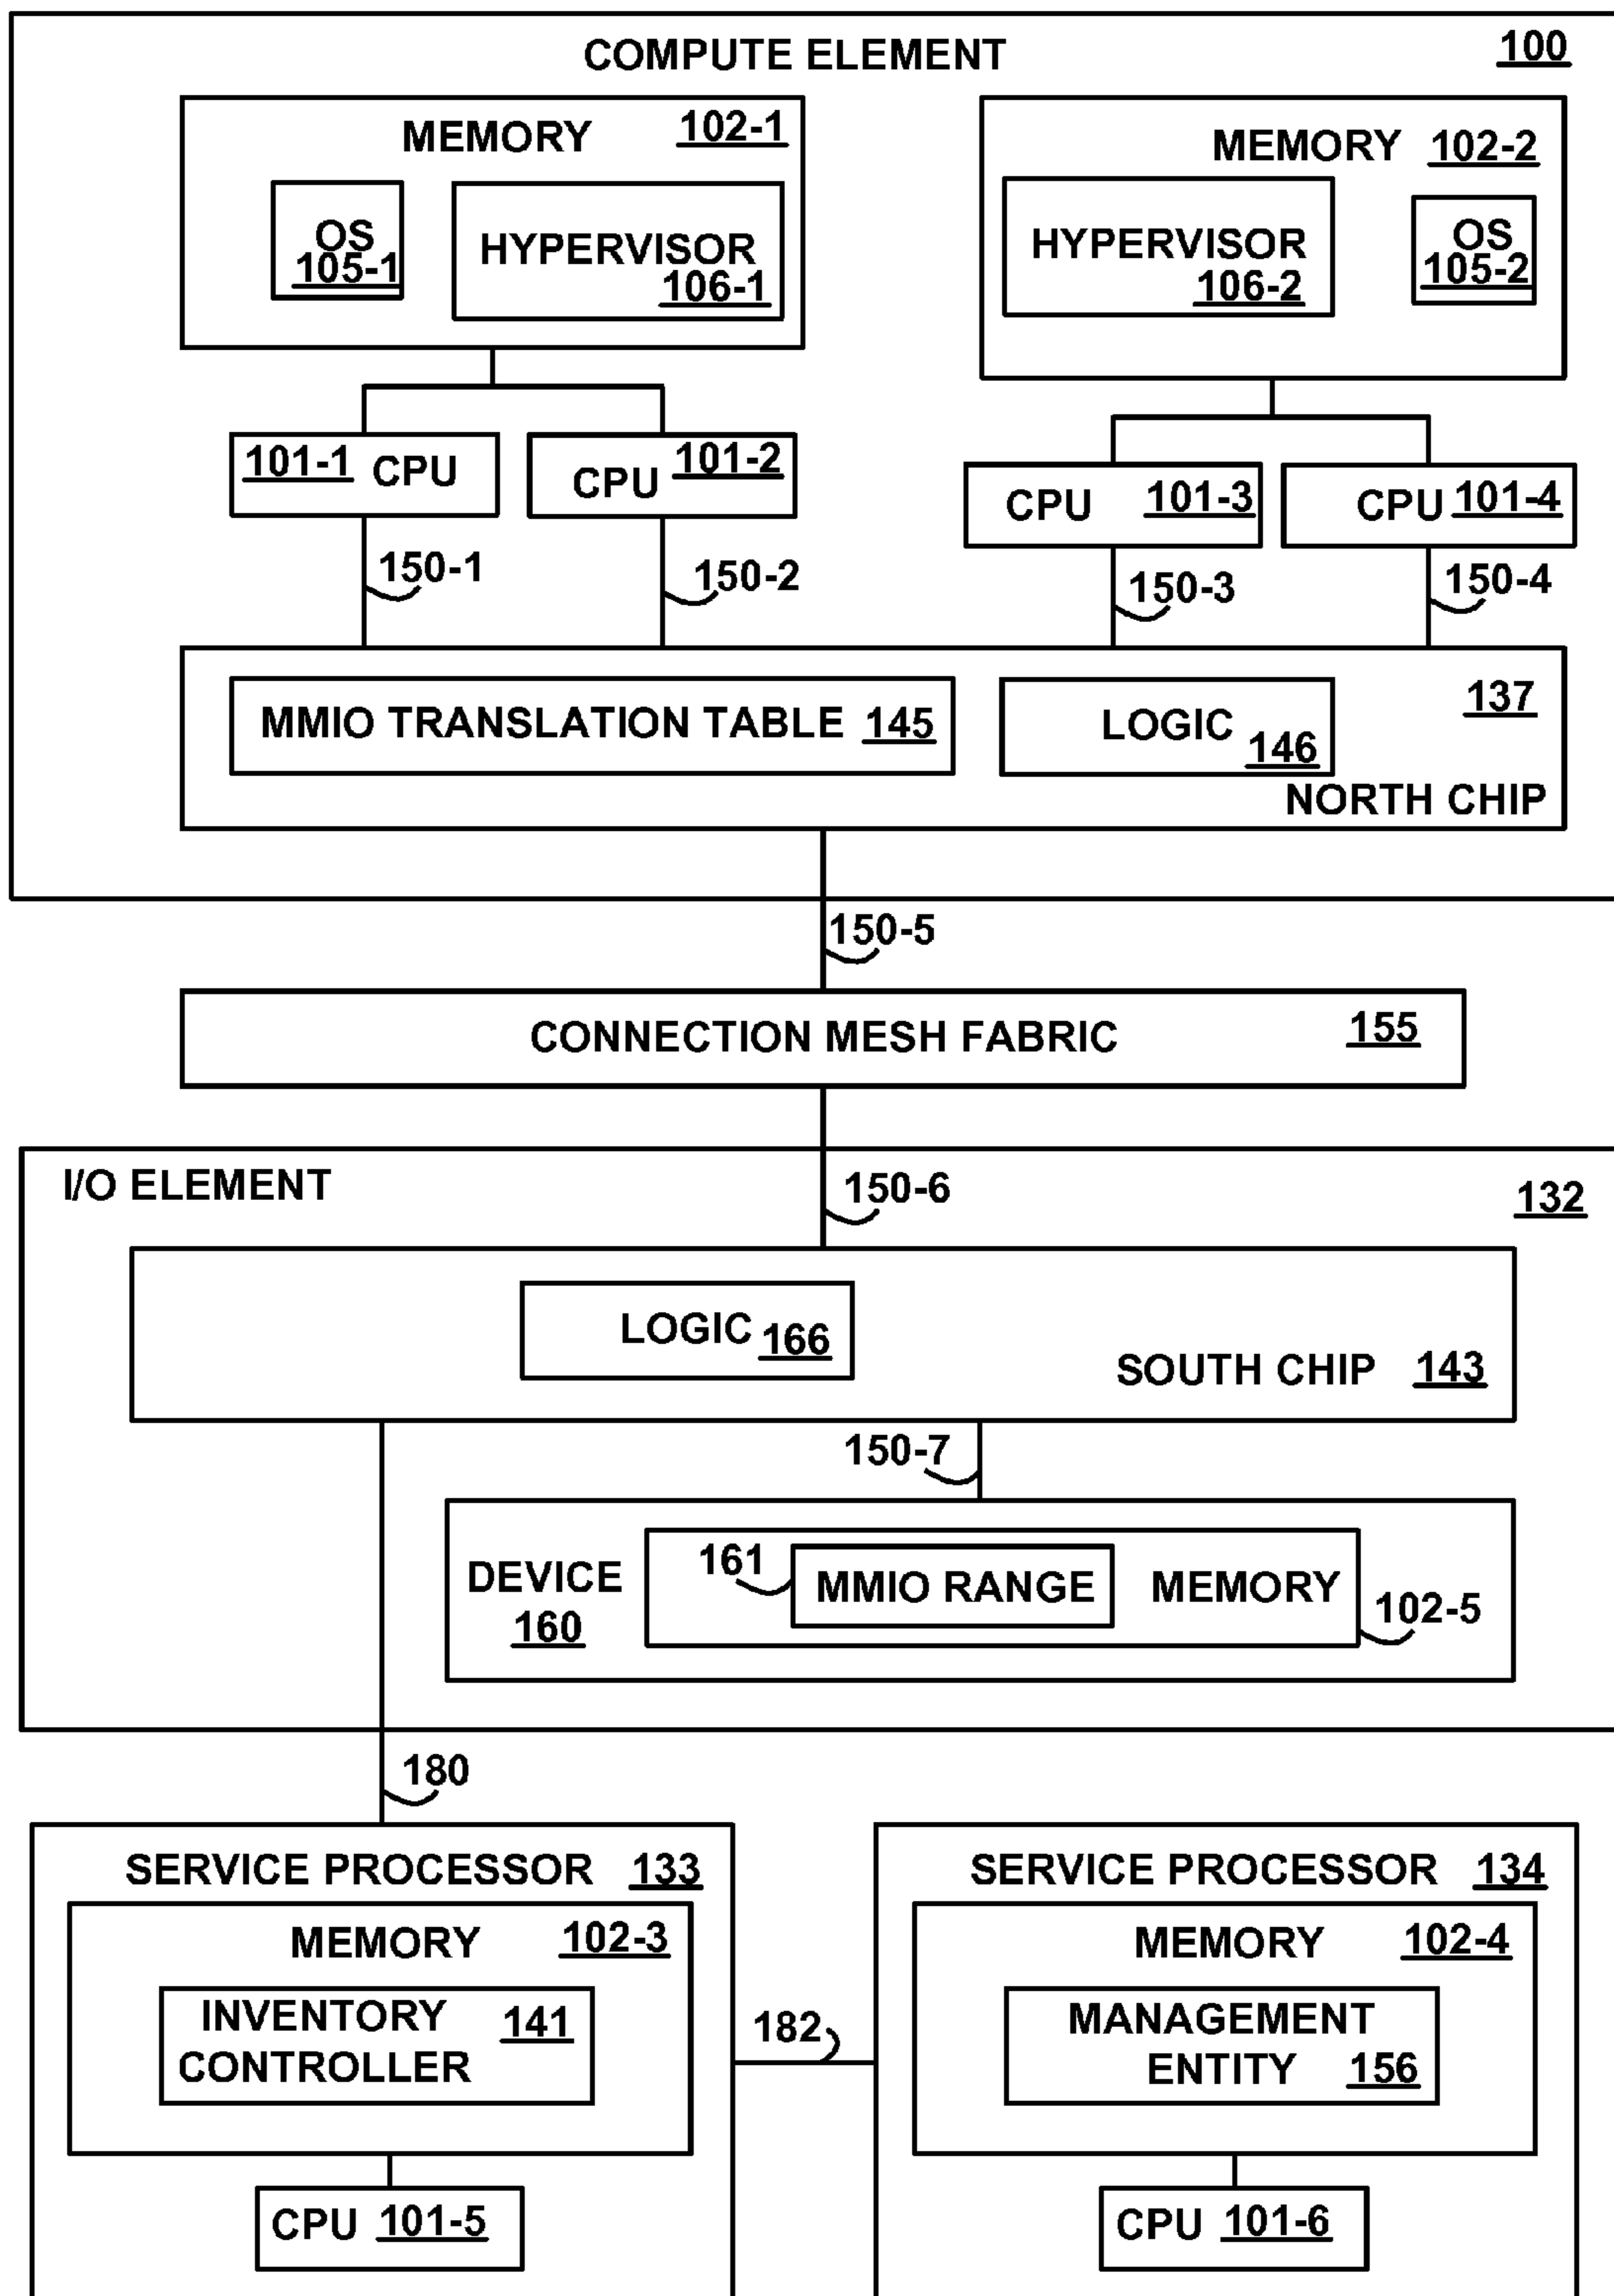 COMPUTE ELEMENT 100
MEMORY 102-1
OS
105-1
HYPERVISOR
106-1
MEMORY 102-2
HYPERVISOR
106-2
OS
105-2
101-1 CPU
CPU 101-2
CPU 101-3
CPU 101-4
150-1
150-2
150-3
150-4
MMIO TRANSLATION TABLE 145
LOGIC 146
137
NORTH CHIP
150-5
CONNECTION MESH FABRIC 155
I/O ELEMENT
150-6
132
LOGIC 166
SOUTH CHIP 143
150-7
DEVICE
160
161
MMIO RANGE
MEMORY
102-5
180
SERVICE PROCESSOR 133
MEMORY 102-3
INVENTORY
CONTROLLER
141
CPU 101-5
182
SERVICE PROCESSOR 134
MEMORY 102-4
MANAGEMENT
ENTITY 156
CPU 101-6